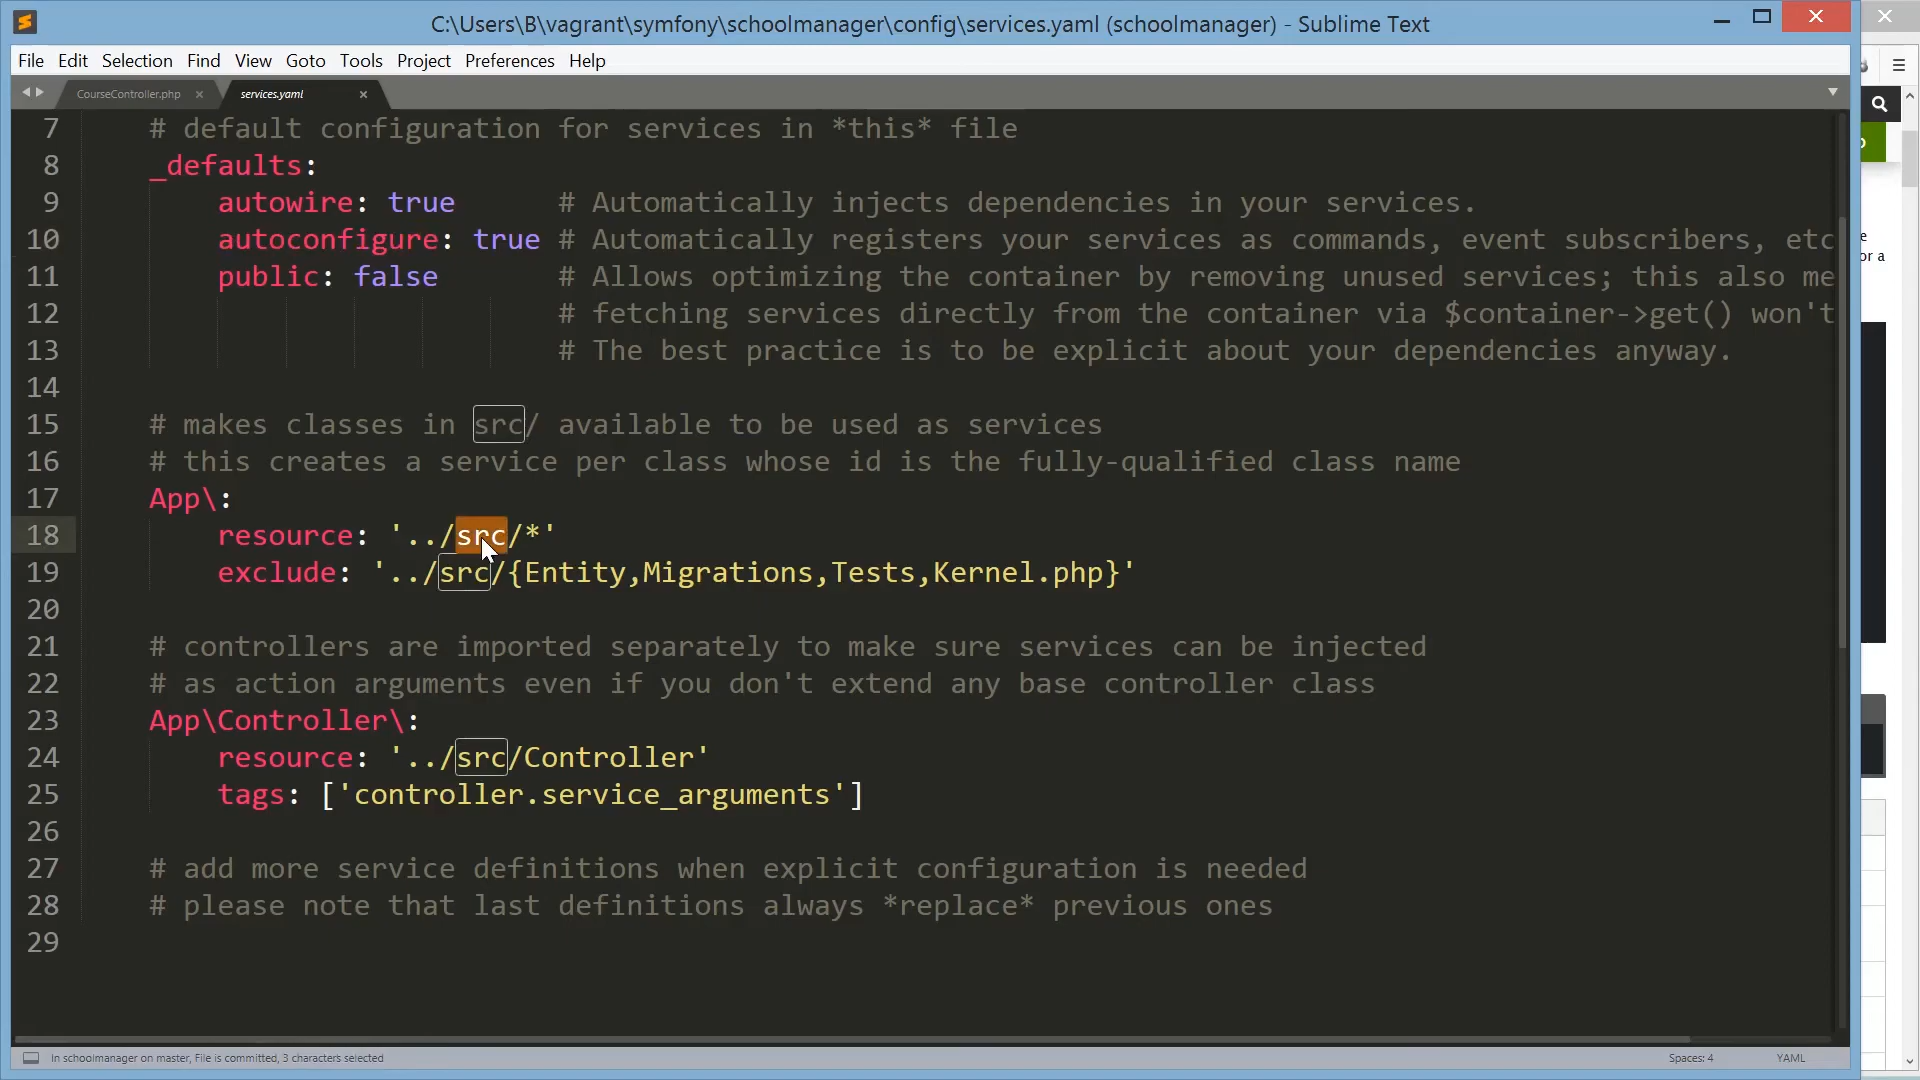 C:\Users\B\vagrant\symfony\schoolmanager\config\services.yaml (schoolmanager) - Sublime Text
File Edit Selection Find View Goto Tools Project Preferences Help
CourseController.php
services.yaml
7 # default configuration for services in *this* file
8 _defaults:
9 autowire: true # Automatically injects dependencies in your services.
10 autoconfigure: true # Automatically registers your services as commands, event subscribers, etc
11 public: false # Allows optimizing the container by removing unused services; this also me
12 # fetching services directly from the container via $container->get() won't
13 # The best practice is to be explicit about your dependencies anyway.
14
15 # makes classes in src/ available to be used as services
16 # this creates a service per class whose id is the fully-qualified class name
17 App\:
18 resource: '../src/*'
19 exclude: '../src/{Entity,Migrations,Tests,Kernel.php}'
20
21 # controllers are imported separately to make sure services can be injected
22 # as action arguments even if you don't extend any base controller class
23 App\Controller\:
24 resource: '../src/Controller'
25 tags: ['controller.service_arguments']
26
27 # add more service definitions when explicit configuration is needed
28 # please note that last definitions always *replace* previous ones
29
In schoolmanager on master, File is committed, 3 characters selected
Spaces: 4
YAML